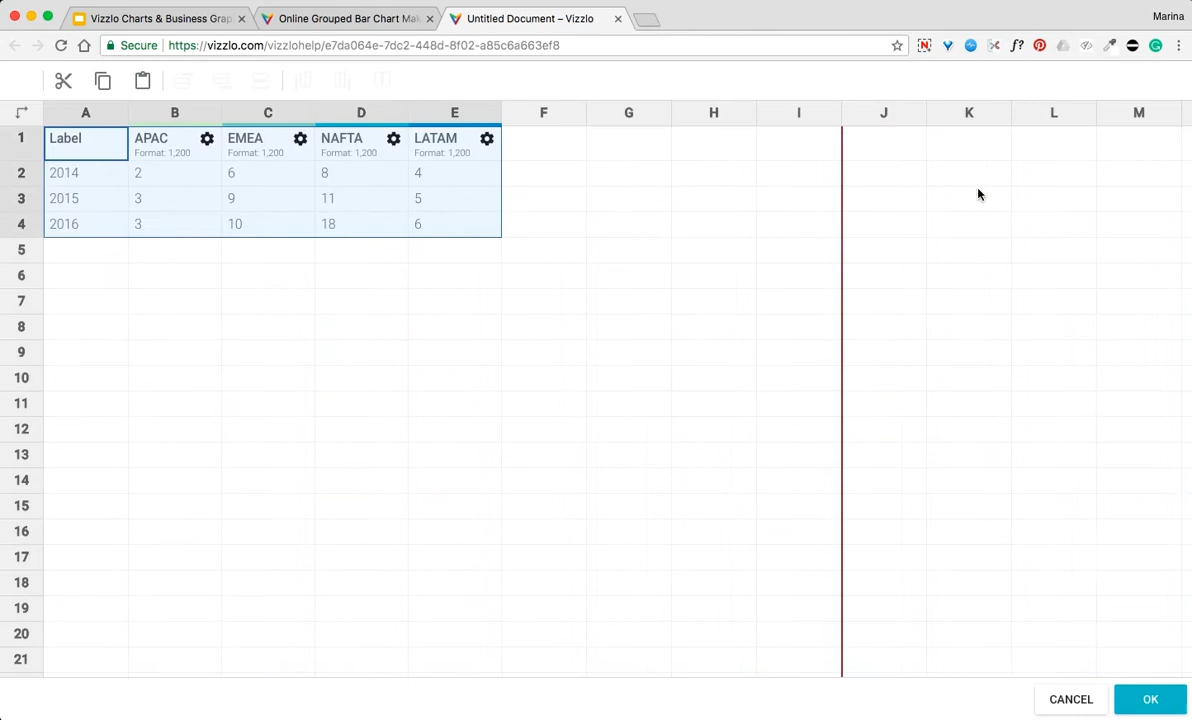 Vizzlo Charts & Business Grap
Online Grouped Bar Chart Mak
Untitled Document – Vizzlo
Marina
Secure
https://vizzlo.com/vizzlohelp/e7da064e-7dc2-448d-8f02-a85c6a663ef8
f?
A B C D E F G H I J K L M
1 Label APAC EMEA NAFTA LATAM
Format: 1,200 Format: 1,200 Format: 1,200 Format: 1,200
2 2014 2 6 8 4
3 2015 3 9 11 5
4 2016 3 10 18 6
5
6
7
8
9
10
11
12
13
14
15
16
17
18
19
20
21
CANCEL OK